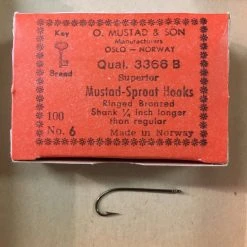 Key
Brand
O. MUSTAD & SON
Manufacturers
OSLO - NORWAY
Qual. 3366 B
Superior
Mustad-Sproat Hooks
Ringed Bronzed
Shank ¼ inch longer
than regular
100
No. 6
Made in Norway